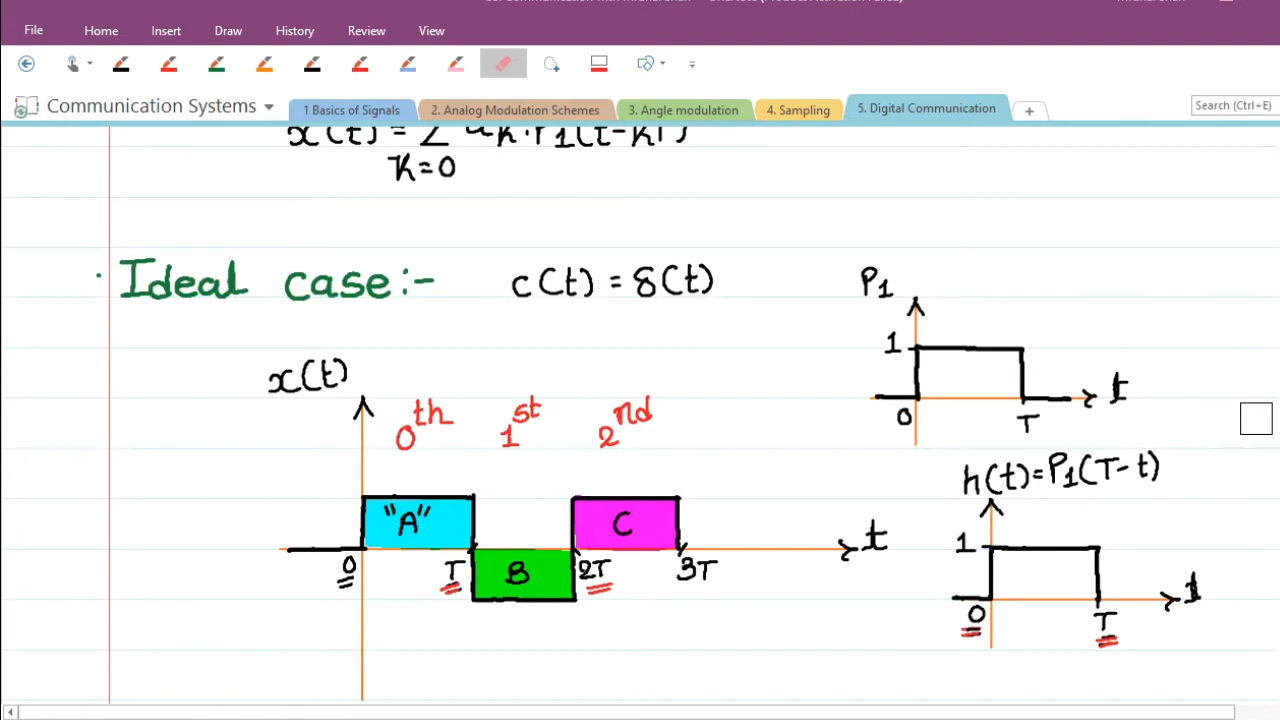 File Home Insert Draw History Review View
Communication Systems 1 Basics of Signals 2. Analog Modulation Schemes 3. Angle modulation 4. Sampling 5. Digital Communication + Search (Ctrl+E)
K=0
Ideal case:- c(t) = δ(t)
P1
1
0 T t
x(t)
0th 1st 2nd
h(t)=P1(T-t)
"A" B C t
0 T 2T 3T
1
0 T t